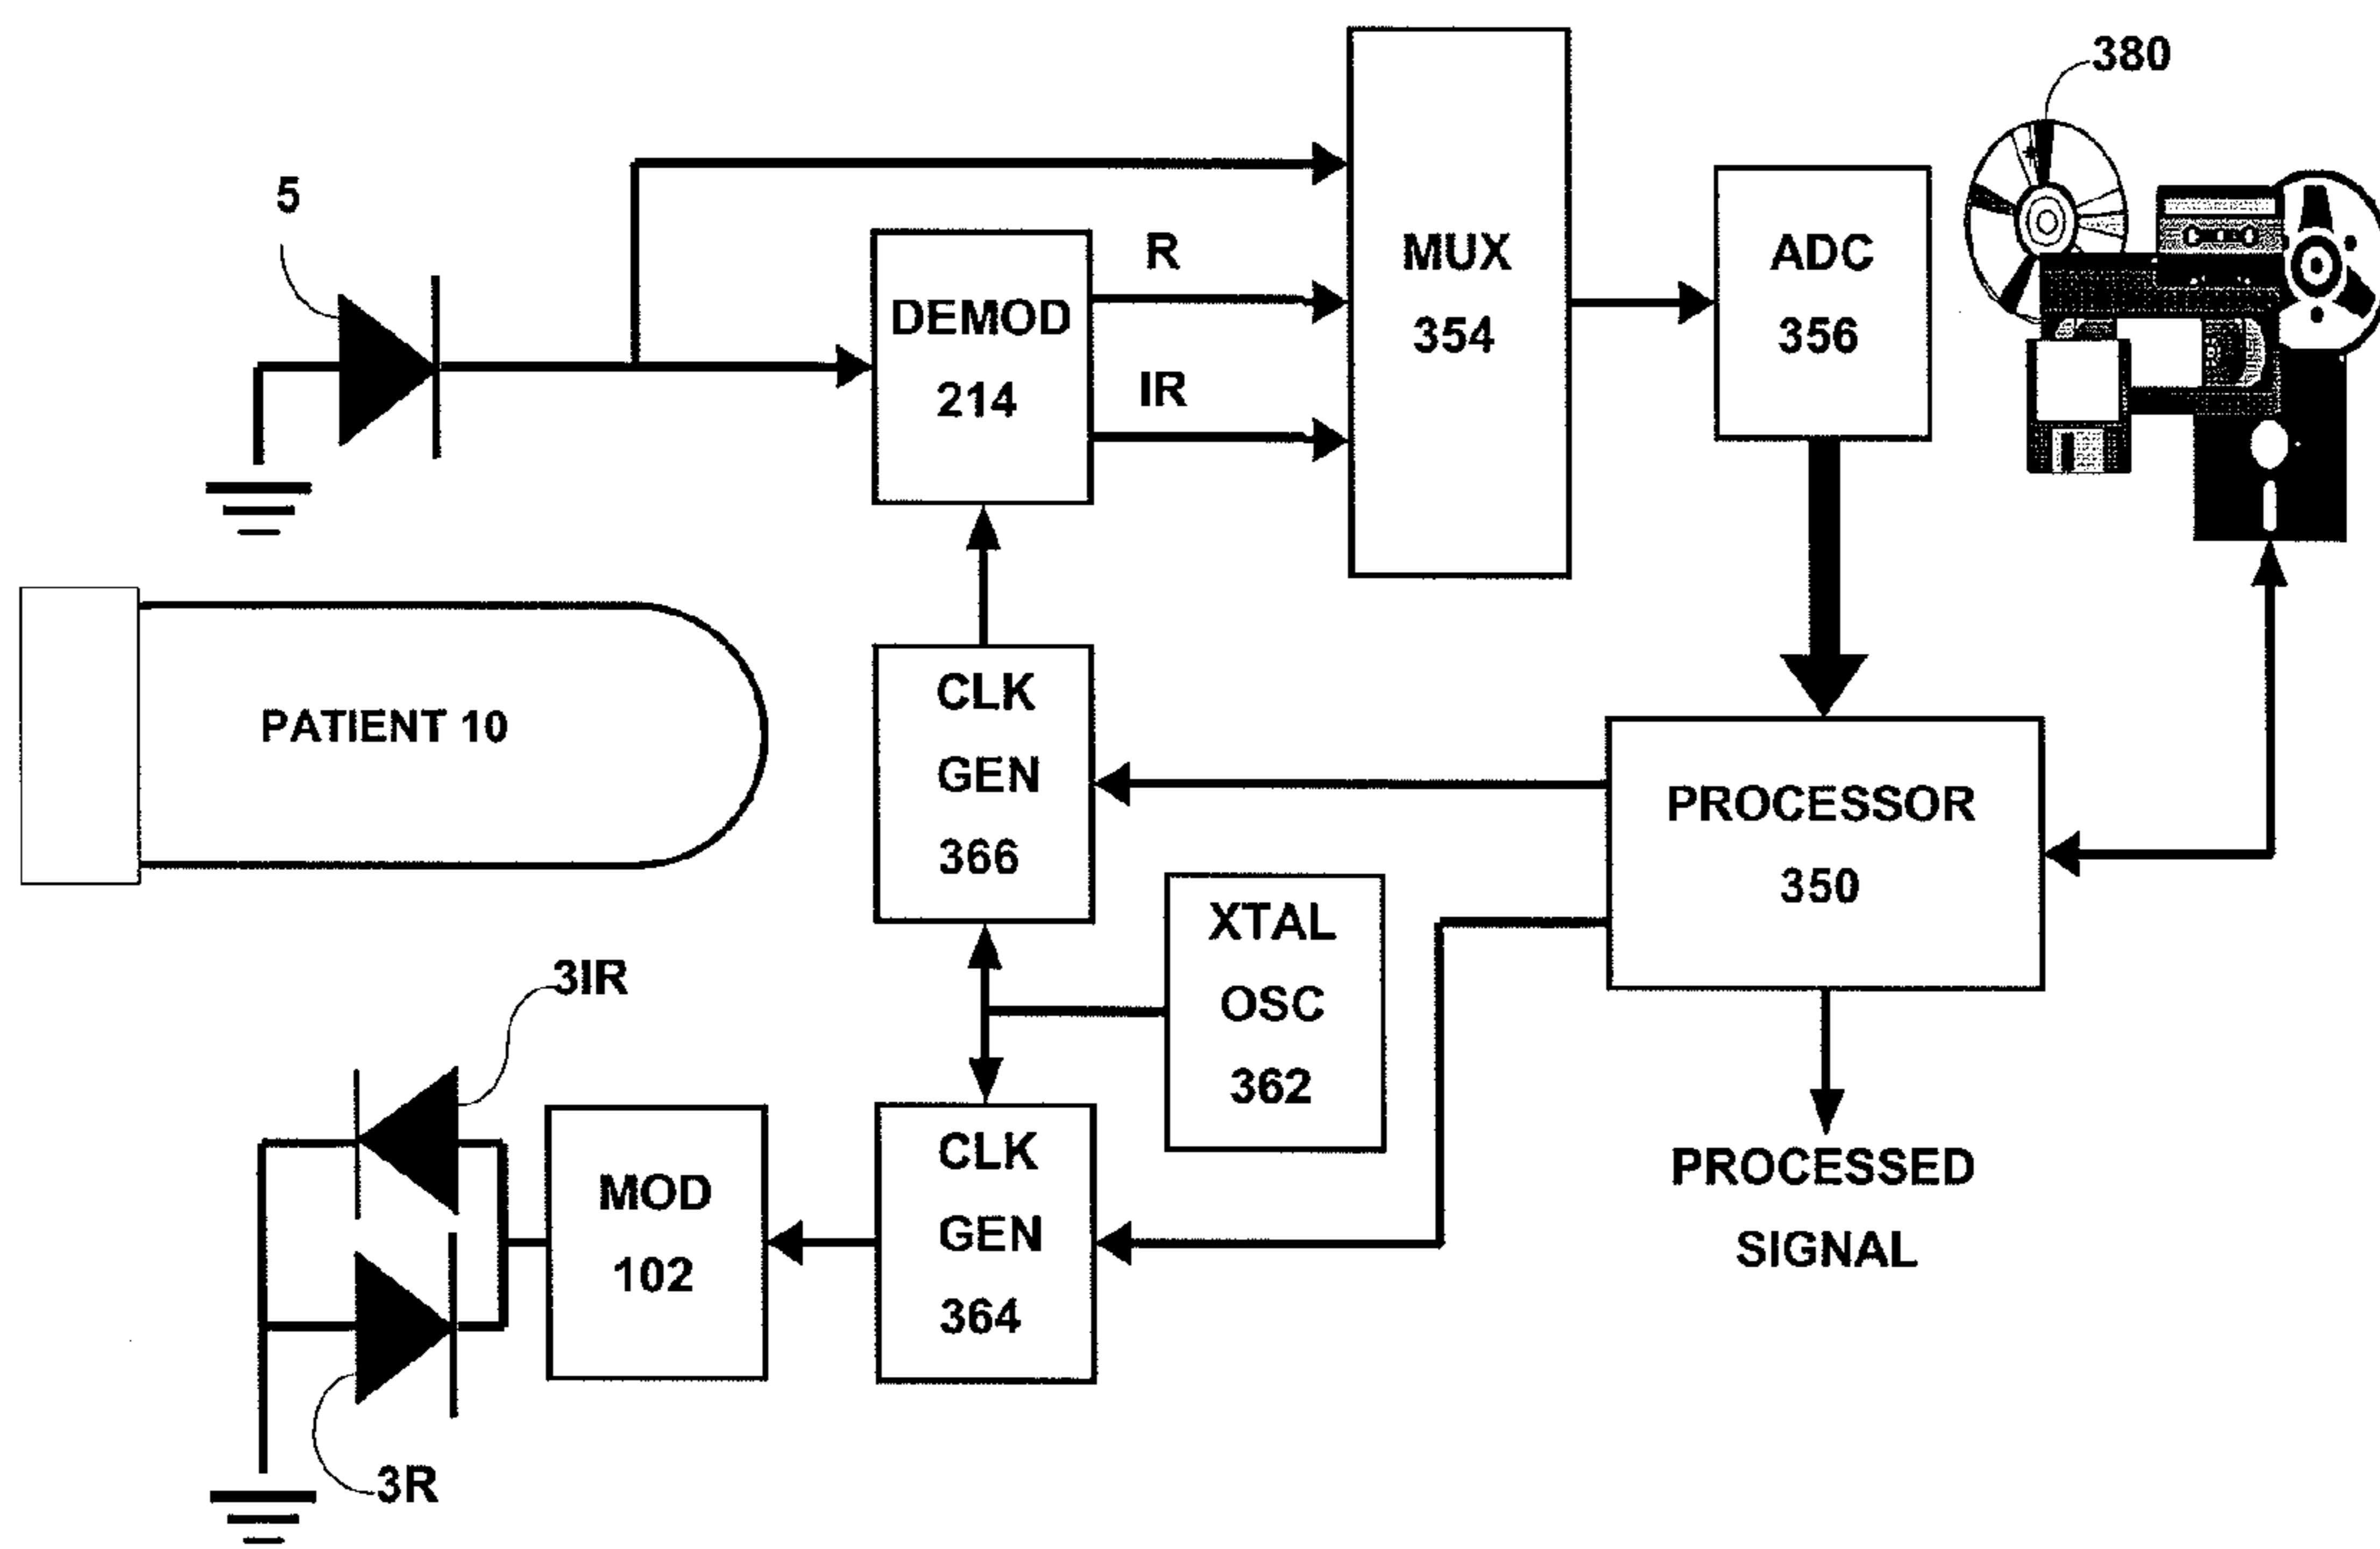 380
5
R
IR
DEMOD
214
MUX
354
ADC
356
PATIENT 10
CLK
GEN
366
PROCESSOR
350
XTAL
OSC
362
3IR
3R
MOD
102
CLK
GEN
364
PROCESSED
SIGNAL